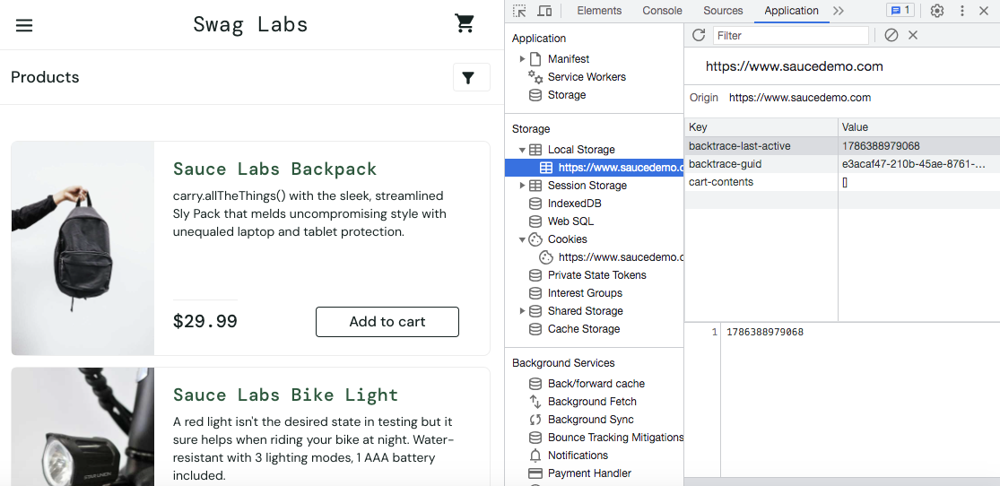 Swag Labs
Products
Sauce Labs Backpack
carry.allTheThings() with the sleek, streamlined
Sly Pack that melds uncompromising style with
unequaled laptop and tablet protection.
$29.99
Add to cart
Sauce Labs Bike Light
A red light isn't the desired state in testing but it
sure helps when riding your bike at night. Water-
resistant with 3 lighting modes, 1 AAA battery
included.
Elements Console Sources Application 1
Application
Manifest
Service Workers
Storage
Storage
Local Storage
https://www.saucedemo.c
Session Storage
IndexedDB
Web SQL
Cookies
https://www.saucedemo.c
Private State Tokens
Interest Groups
Shared Storage
Cache Storage
Background Services
Back/forward cache
Background Fetch
Background Sync
Bounce Tracking Mitigations
Notifications
Payment Handler
Filter
https://www.saucedemo.com
Origin https://www.saucedemo.com
Key Value
backtrace-last-active 1786388979068
backtrace-guid e3acaf47-210b-45ae-8761-...
cart-contents []
1 1786388979068